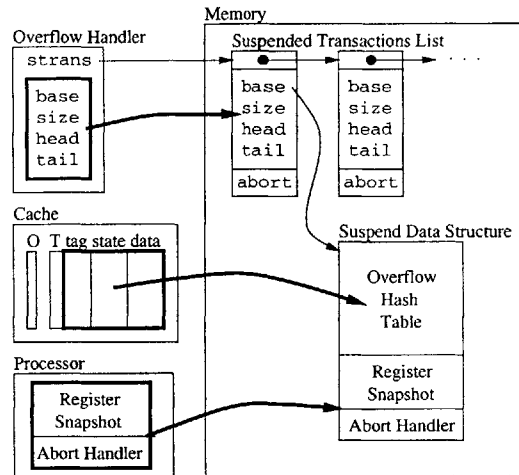 Memory
Overflow Handler
strans
base
size
head
tail
Suspended Transactions List
base
size
head
tail
abort
base
size
head
tail
abort
Cache
O T tag state data
Suspend Data Structure
Overflow
Hash
Table
Register
Snapshot
Abort Handler
Processor
Register
Snapshot
Abort Handler